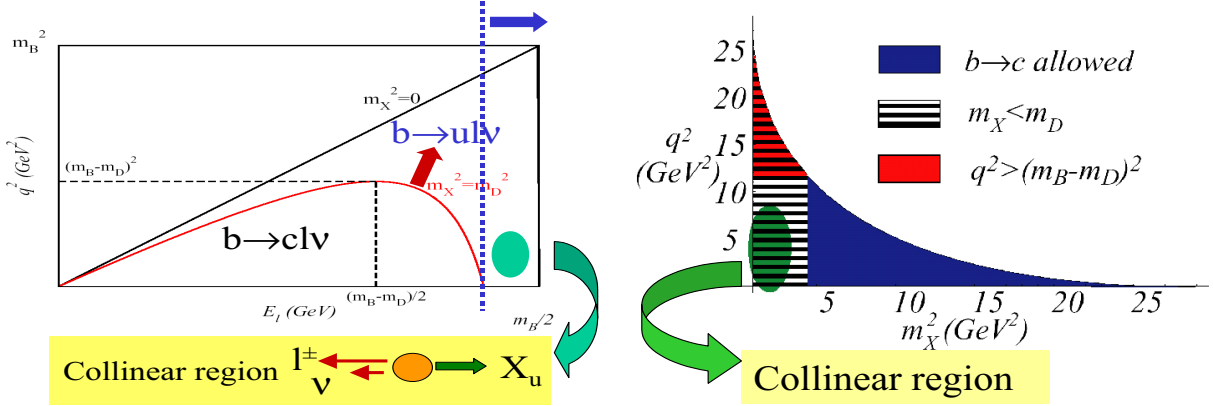 m_B^2
q^2 (GeV^2)
m_X^2=0
b→ulν
(m_B-m_D)^2
m_X^2=m_D^2
b→clν
(m_B-m_D)/2
E_l (GeV)
m_B/2
Collinear region l^± ν X_u
25
20
15
10
5
q^2
(GeV^2)
b→c allowed
m_X<m_D
q^2>(m_B-m_D)^2
5 10 15 20 25
m_X^2(GeV^2)
Collinear region